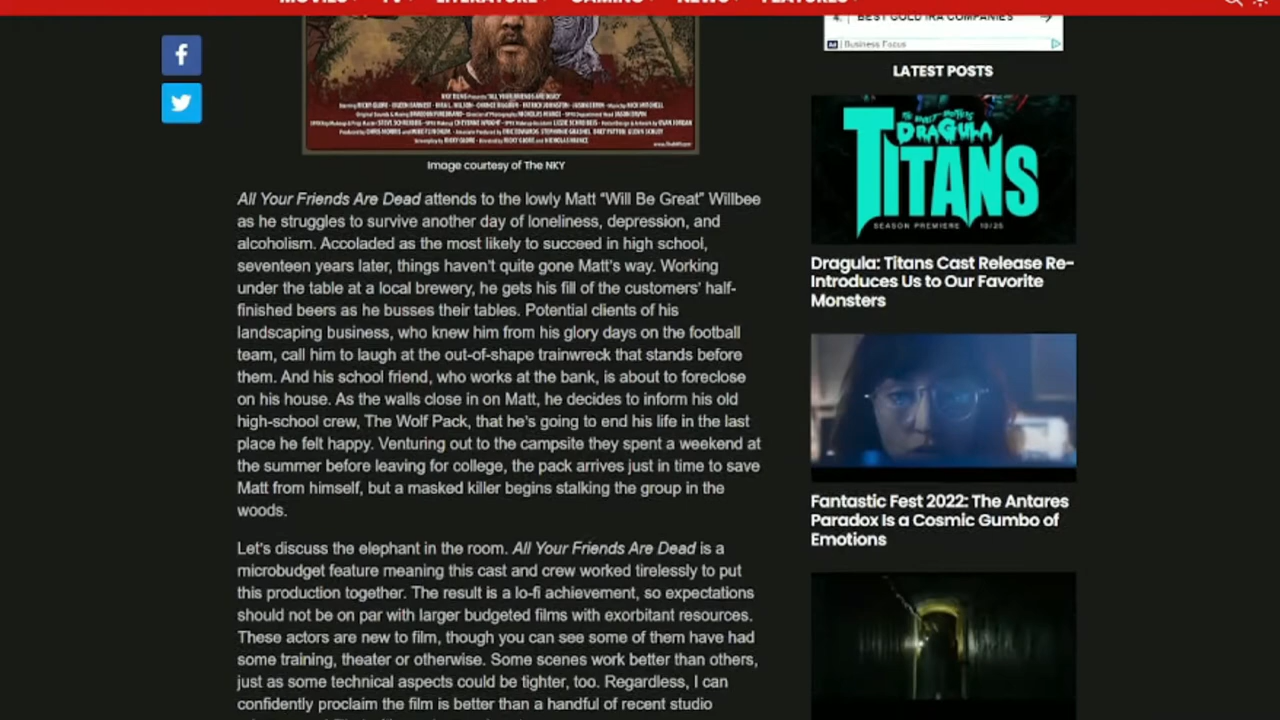 MOVIES TV LITERATURE GAMING NEWS FEATURES
BEST GOLD IRA COMPANIES
Ad | Business Focus
LATEST POSTS
Image courtesy of The NKY
All Your Friends Are Dead attends to the lowly Matt “Will Be Great” Willbee
as he struggles to survive another day of loneliness, depression, and
alcoholism. Accoladed as the most likely to succeed in high school,
seventeen years later, things haven’t quite gone Matt’s way. Working
under the table at a local brewery, he gets his fill of the customers’ half-
finished beers as he busses their tables. Potential clients of his
landscaping business, who knew him from his glory days on the football
team, call him to laugh at the out-of-shape trainwreck that stands before
them. And his school friend, who works at the bank, is about to foreclose
on his house. As the walls close in on Matt, he decides to inform his old
high-school crew, The Wolf Pack, that he’s going to end his life in the last
place he felt happy. Venturing out to the campsite they spent a weekend at
the summer before leaving for college, the pack arrives just in time to save
Matt from himself, but a masked killer begins stalking the group in the
woods.
Let’s discuss the elephant in the room. All Your Friends Are Dead is a
microbudget feature meaning this cast and crew worked tirelessly to put
this production together. The result is a lo-fi achievement, so expectations
should not be on par with larger budgeted films with exorbitant resources.
These actors are new to film, though you can see some of them have had
some training, theater or otherwise. Some scenes work better than others,
just as some technical aspects could be tighter, too. Regardless, I can
confidently proclaim the film is better than a handful of recent studio
DRAGULA
TITANS
SEASON PREMIERE 10/25
Dragula: Titans Cast Release Re-
Introduces Us to Our Favorite
Monsters
Fantastic Fest 2022: The Antares
Paradox Is a Cosmic Gumbo of
Emotions